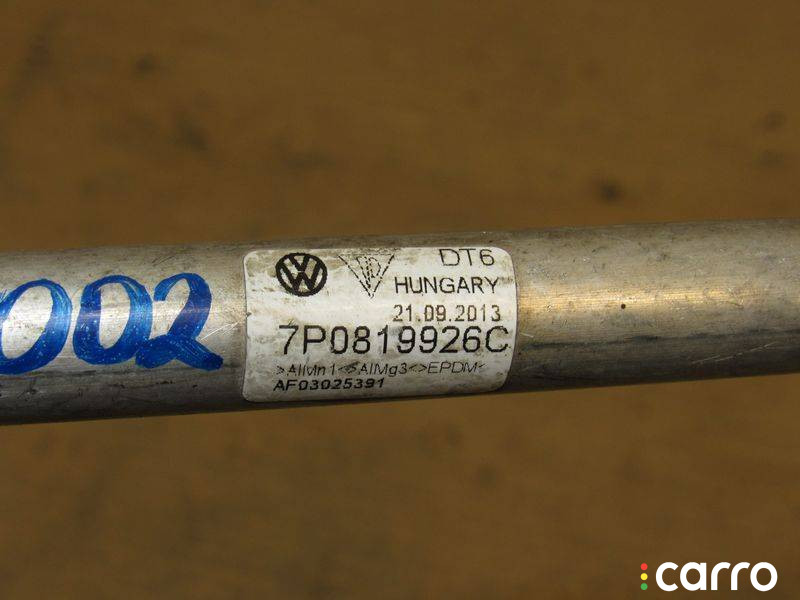 DT6
HUNGARY
21.09.2013
7P0819926C
>AlMn1<>AlMg3<>EPDM<
AF03025391
002
carro